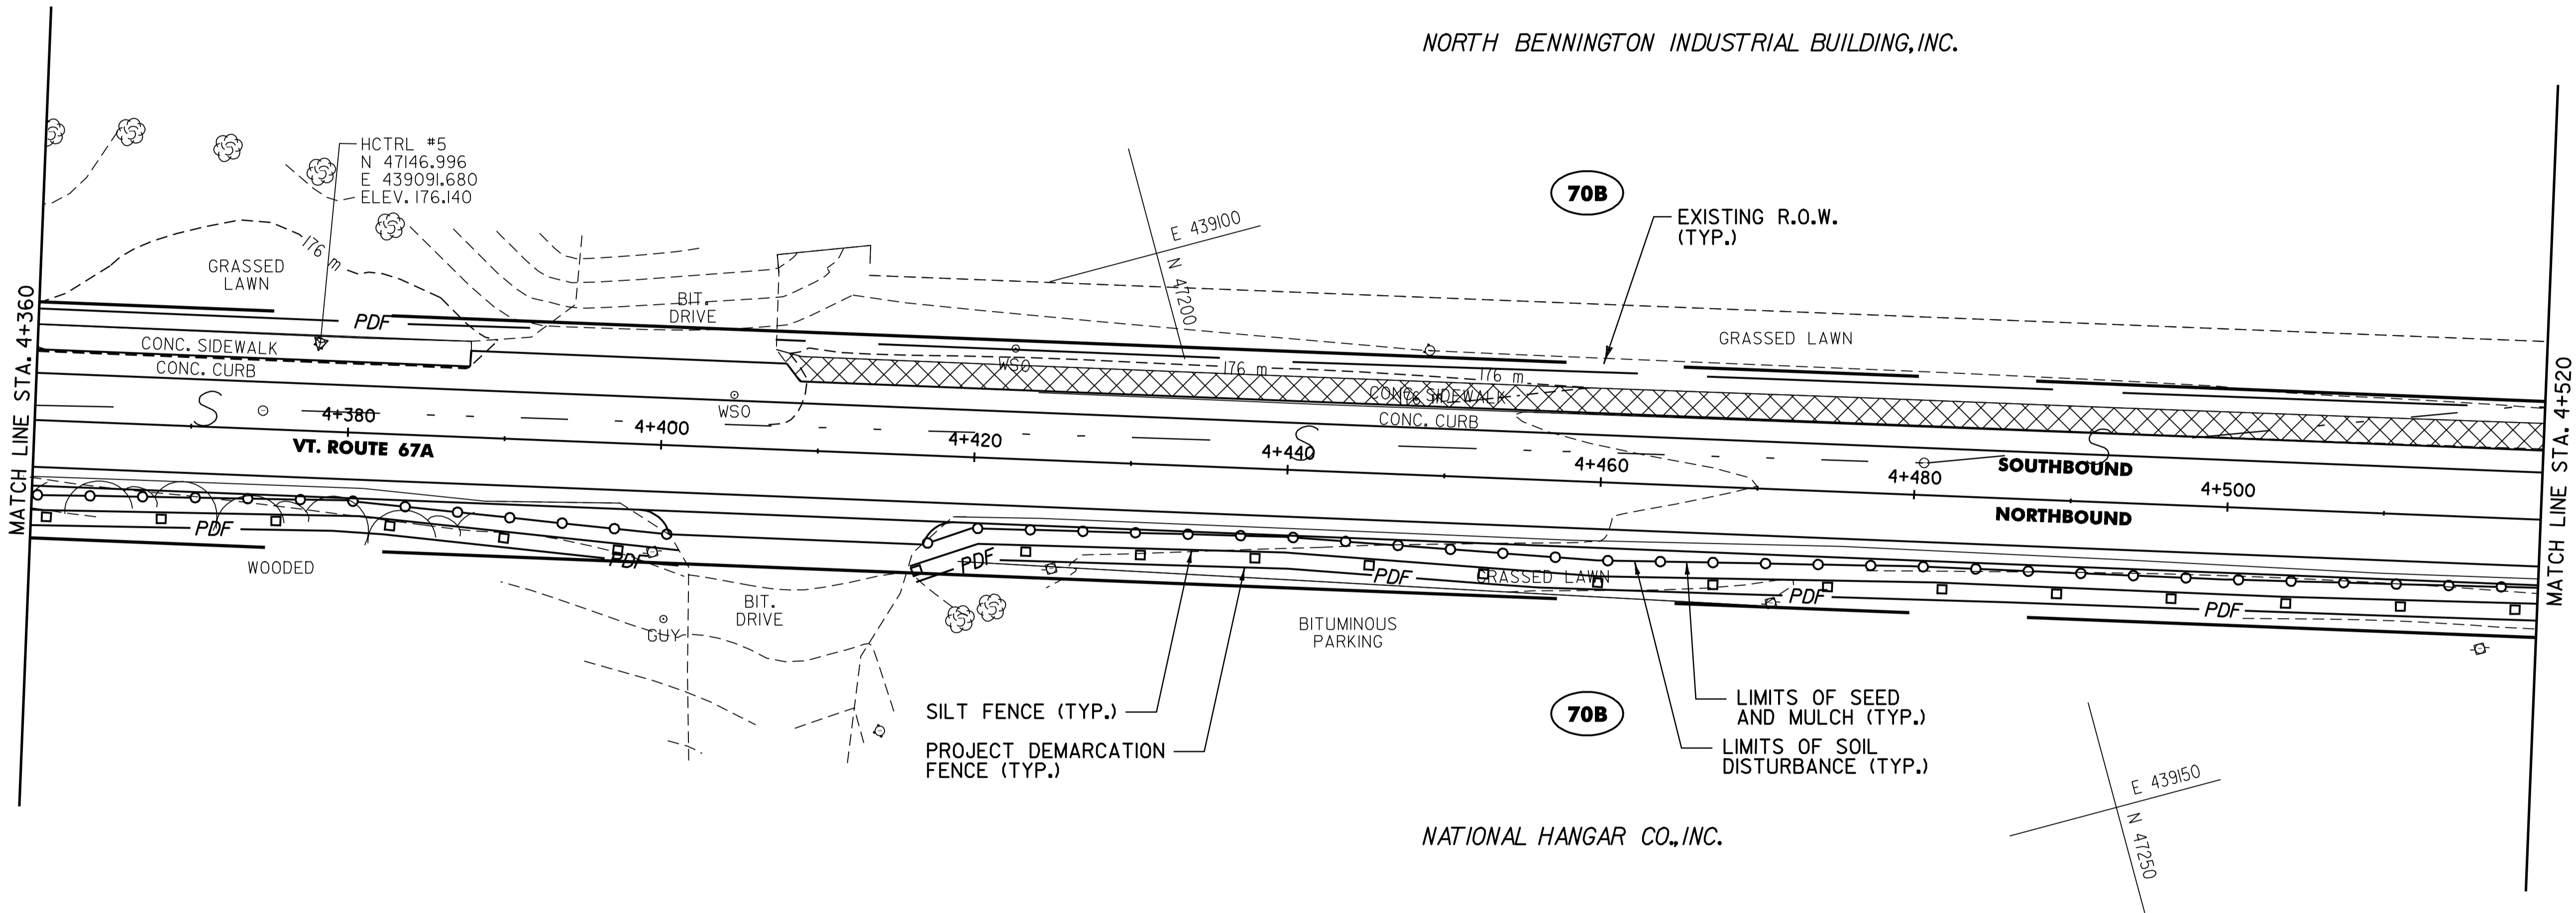 NORTH BENNINGTON INDUSTRIAL BUILDING, INC.
HCTRL #5
N 47146.996
E 439091.680
ELEV. 176.140
70B
E 439100
N 47200
EXISTING R.O.W.
(TYP.)
176 m
GRASSED
LAWN
BIT.
DRIVE
PDF
GRASSED LAWN
CONC. SIDEWALK
CONC. CURB
WSO
176 m
176 m
CONC. SIDEWALK
CONC. CURB
WSO
MATCH LINE STA. 4+360
MATCH LINE STA. 4+520
S
4+380
4+400
4+420
4+440
S
4+460
4+480
S
4+500
VT. ROUTE 67A
SOUTHBOUND
NORTHBOUND
PDF
PDF
PDF
PDF
GRASSED LAWN
PDF
PDF
WOODED
BIT.
DRIVE
GUY
BITUMINOUS
PARKING
SILT FENCE (TYP.)
PROJECT DEMARCATION
FENCE (TYP.)
70B
LIMITS OF SEED
AND MULCH (TYP.)
LIMITS OF SOIL
DISTURBANCE (TYP.)
E 439150
N 47250
NATIONAL HANGAR CO., INC.